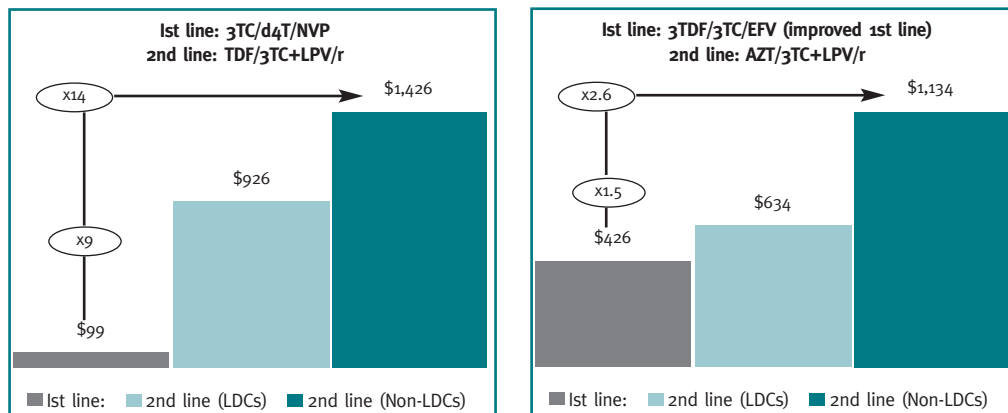 Ist line: 3TC/d4T/NVP
2nd line: TDF/3TC+LPV/r
x14
$1,426
$926
x9
$99
Ist line: 2nd line (LDCs) 2nd line (Non-LDCs)
Ist line: 3TDF/3TC/EFV (improved 1st line)
2nd line: AZT/3TC+LPV/r
x2.6
$1,134
x1.5
$634
$426
Ist line: 2nd line (LDCs) 2nd line (Non-LDCs)